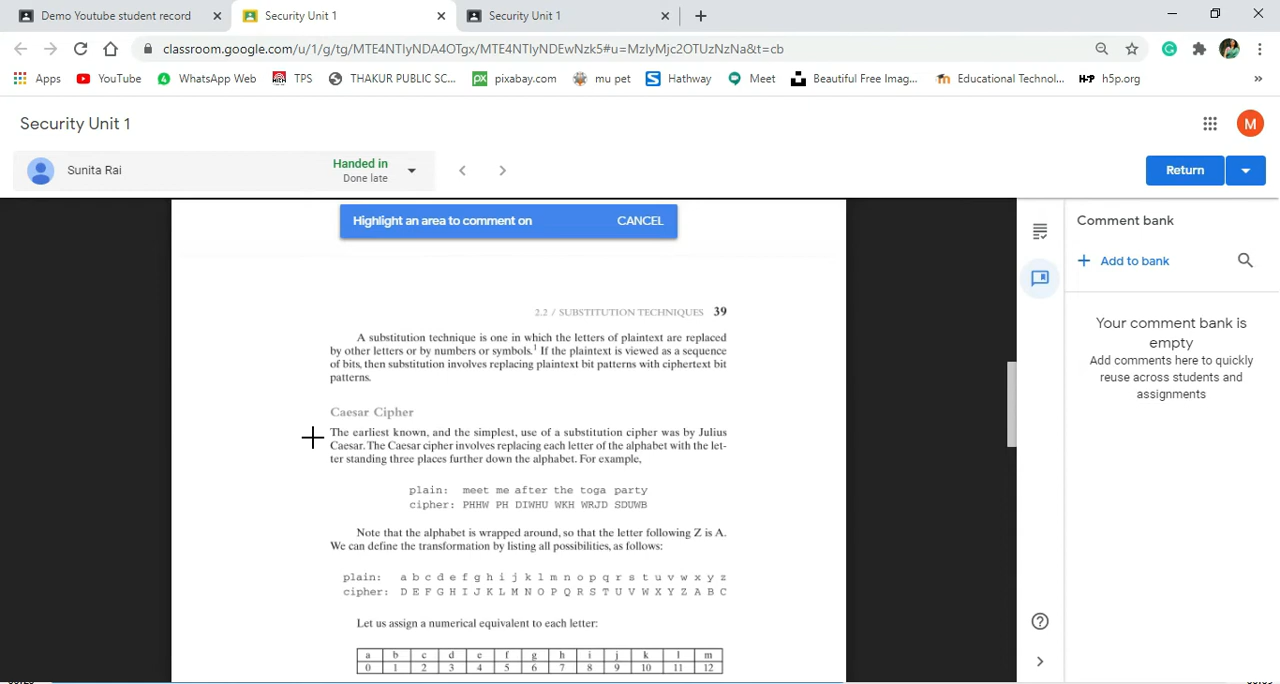 Demo Youtube student record
Security Unit 1
Security Unit 1
classroom.google.com/u/1/g/tg/MTE4NTIyNDA4OTgx/MTE4NTIyNDEwNzk5#u=MzIyMjc2OTUzNzNa&t=cb
Apps YouTube WhatsApp Web TPS THAKUR PUBLIC SC... pixabay.com mu pet Hathway Meet Beautiful Free Imag... Educational Technol... H-P h5p.org »
Security Unit 1
M
Sunita Rai
Handed in
Done late
Return
Highlight an area to comment on CANCEL
Comment bank
+ Add to bank
Your comment bank is
empty
Add comments here to quickly
reuse across students and
assignments
2.2 / SUBSTITUTION TECHNIQUES 39
A substitution technique is one in which the letters of plaintext are replaced
by other letters or by numbers or symbols.¹ If the plaintext is viewed as a sequence
of bits, then substitution involves replacing plaintext bit patterns with ciphertext bit
patterns.
Caesar Cipher
The earliest known, and the simplest, use of a substitution cipher was by Julius
Caesar. The Caesar cipher involves replacing each letter of the alphabet with the let-
ter standing three places further down the alphabet. For example,
plain: meet me after the toga party
cipher: PHHW PH DIWHU WKH WRJD SDUWB
Note that the alphabet is wrapped around, so that the letter following Z is A.
We can define the transformation by listing all possibilities, as follows:
plain: a b c d e f g h i j k l m n o p q r s t u v w x y z
cipher: D E F G H I J K L M N O P Q R S T U V W X Y Z A B C
Let us assign a numerical equivalent to each letter:
a b c d e f g h i j k l m
0 1 2 3 4 5 6 7 8 9 10 11 12